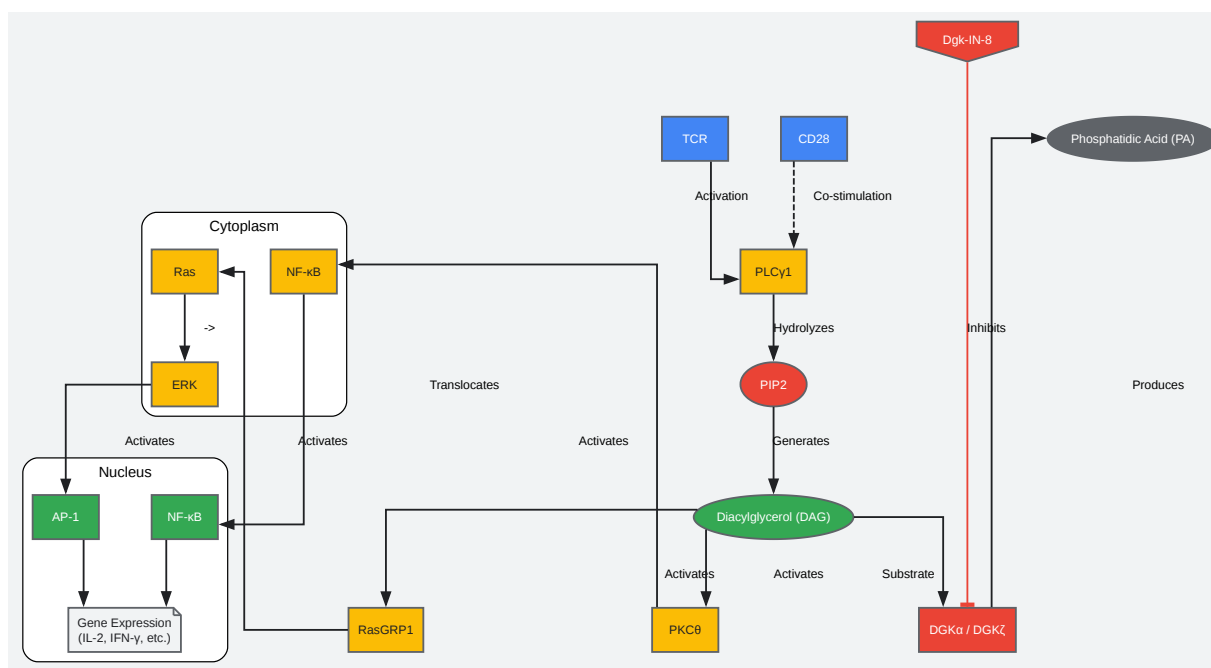 Dgk-IN-8
TCR
CD28
Phosphatidic Acid (PA)
Activation
Co-stimulation
Cytoplasm
Ras
NF-κB
PLCγ1
->
Hydrolyzes
Inhibits
ERK
Translocates
PIP2
Produces
Activates
Activates
Activates
Generates
Nucleus
AP-1
NF-κB
Diacylglycerol (DAG)
Activates
Activates
Substrate
Gene Expression
(IL-2, IFN-γ, etc.)
RasGRP1
PKCθ
DGKα / DGKζ